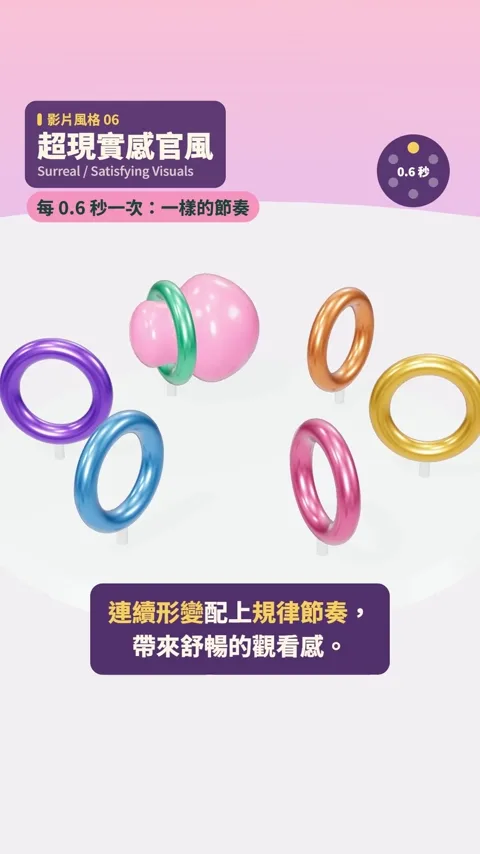 影片風格 06
超現實感官風
Surreal / Satisfying Visuals
0.6 秒
每 0.6 秒一次：一樣的節奏
連續形變配上規律節奏，
帶來舒暢的觀看感。